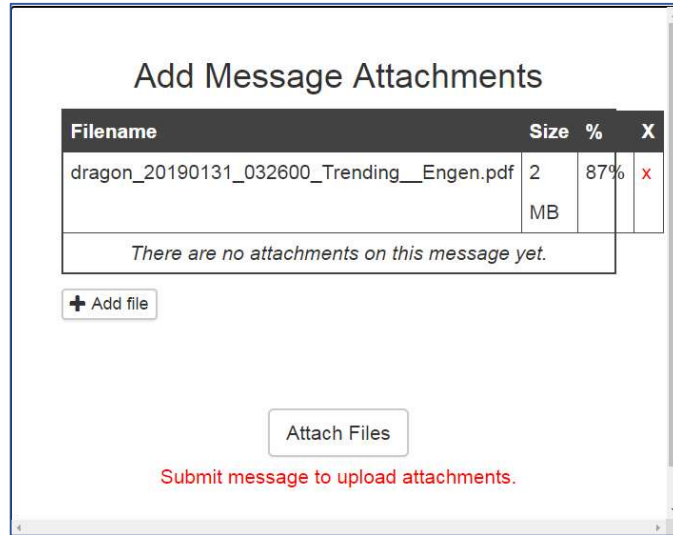 Add Message Attachments
Filename Size % X
dragon_20190131_032600_Trending__Engen.pdf 2 87% x
MB
There are no attachments on this message yet.
Add file
Attach Files
Submit message to upload attachments.